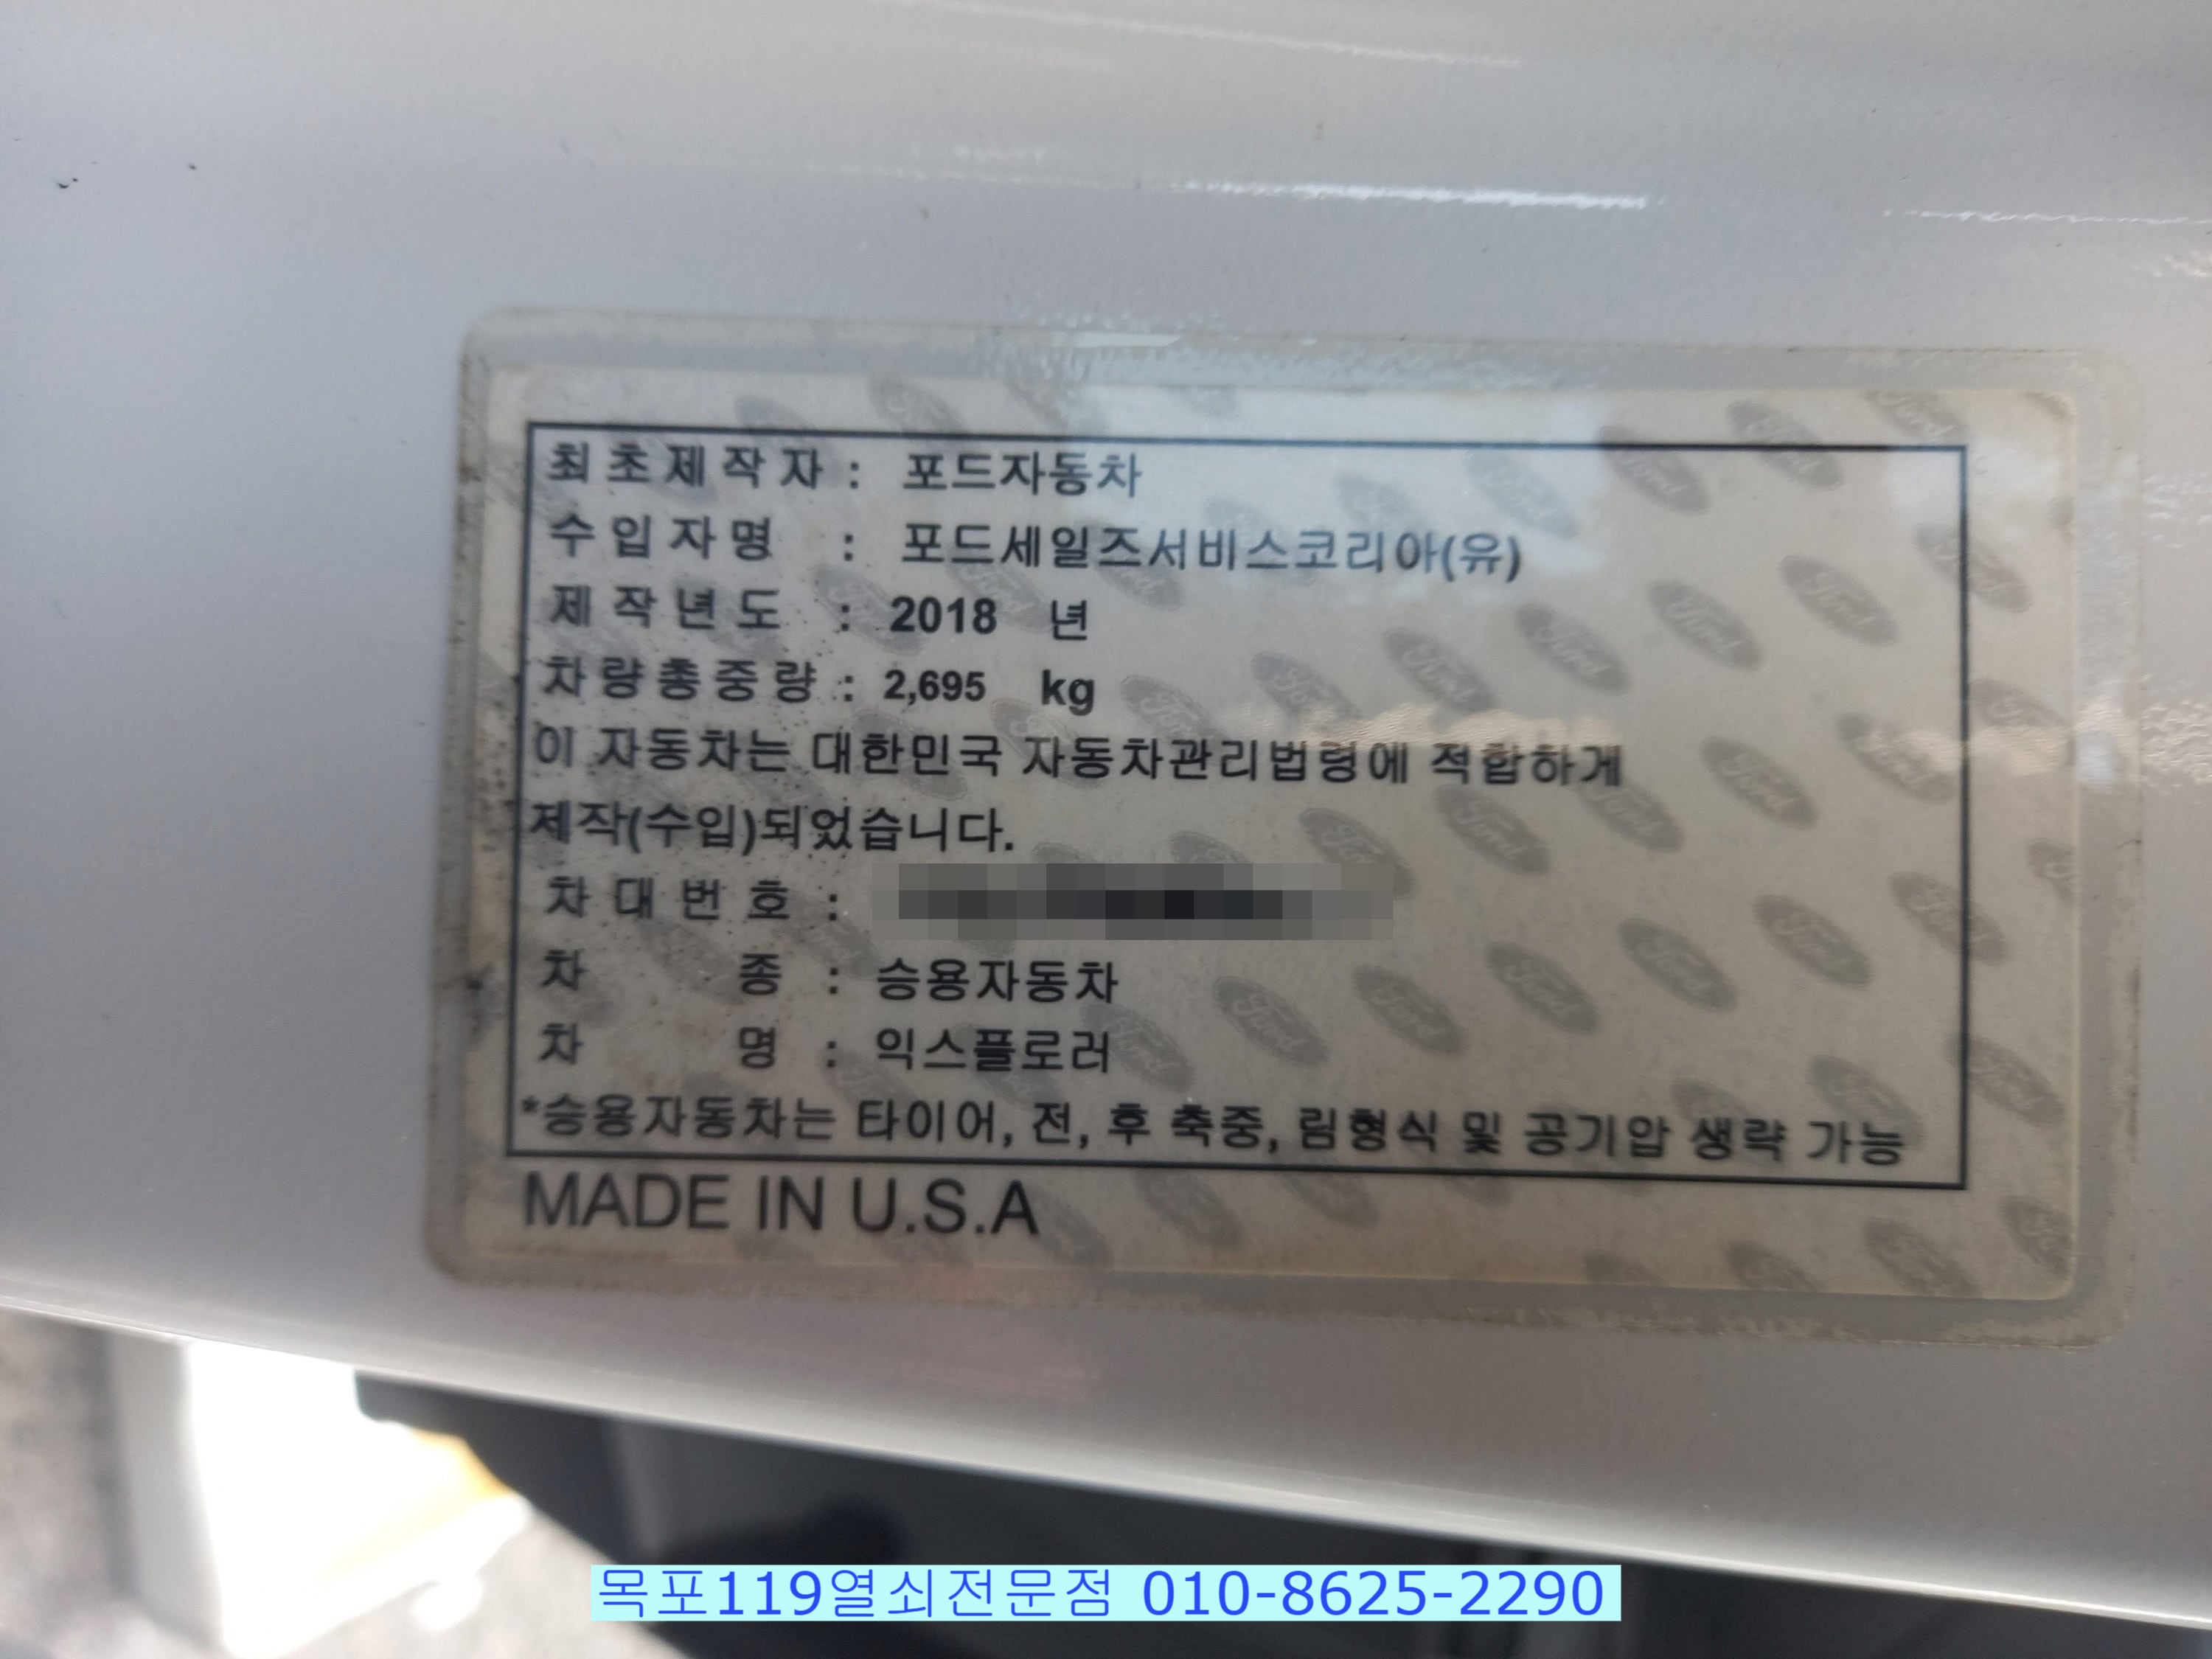 최초제작자 : 포드자동차
수입자명 : 포드세일즈서비스코리아(유)
제작년도 : 2018 년
차량총중량 : 2,695 kg
이 자동차는 대한민국 자동차관리법령에 적합하게
제작(수입)되었습니다.
차대번호 :
차 종 : 승용자동차
차 명 : 익스플로러
*승용자동차는 타이어, 전, 후 축중, 림형식 및 공기압 생략 가능
MADE IN U.S.A
목포119열쇠전문점 010-8625-2290